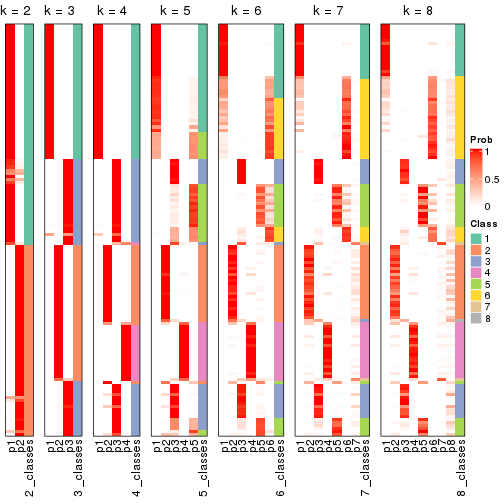 k = 2 k = 3 k = 4 k = 5 k = 6 k = 7 k = 8
Prob
1
0.5
0
Class
1
2
3
4
5
6
7
8
p1 p2 2_classes
p1 p2 p3 3_classes
p1 p2 p3 p4 4_classes
p1 p2 p3 p4 p5 5_classes
p1 p2 p3 p4 p5 p6 6_classes
p1 p2 p3 p4 p5 p6 p7 7_classes
p1 p2 p3 p4 p5 p6 p7 p8 8_classes